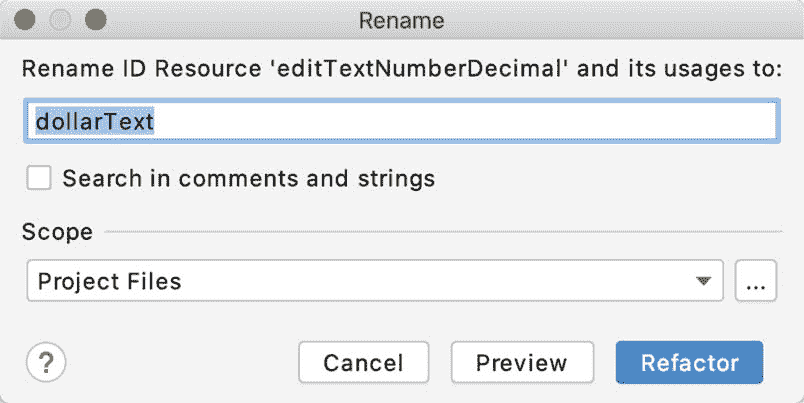 Rename
Rename ID Resource 'editTextNumberDecimal' and its usages to:
dollarText
Search in comments and strings
Scope
Project Files
...
?
Cancel
Preview
Refactor